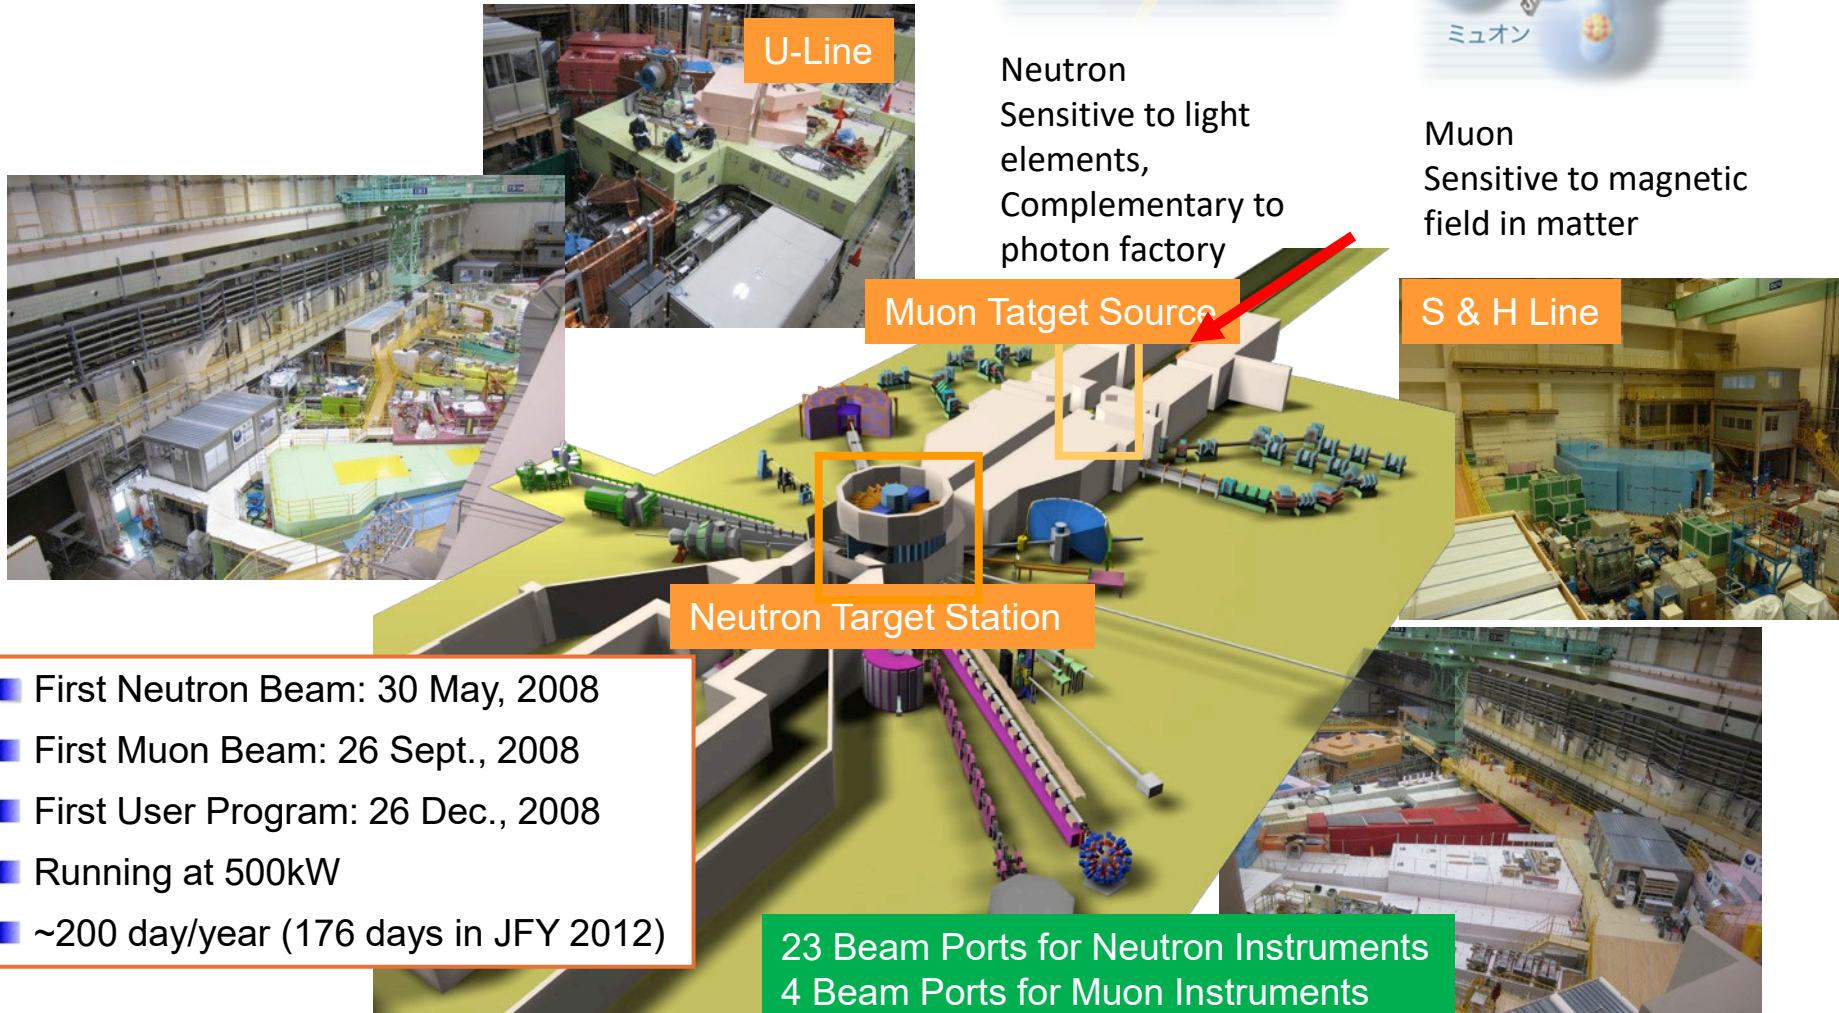 U-Line
ミュオン
Neutron
Sensitive to light
elements,
Complementary to
photon factory
Muon
Sensitive to magnetic
field in matter
Muon Tatget Source
S & H Line
Neutron Target Station
First Neutron Beam: 30 May, 2008
First Muon Beam: 26 Sept., 2008
First User Program: 26 Dec., 2008
Running at 500kW
~200 day/year (176 days in JFY 2012)
23 Beam Ports for Neutron Instruments
4 Beam Ports for Muon Instruments